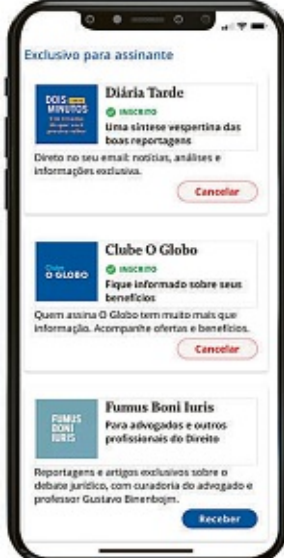 Exclusivo para assinante
DOIS
MINUTOS
Diária Tarde
INSCRITO
Uma síntese vespertina das
boas reportagens
Direto no seu email: notícias, análises e
informações exclusiva.
Cancelar
Clube
O GLOBO
Clube O Globo
INSCRITO
Fique informado sobre seus
benefícios
Quem assina O Globo tem muito mais que
informação. Acompanhe ofertas e benefícios.
Cancelar
FUMUS
BONI
IURIS
Fumus Boni Iuris
Para advogados e outros
profissionais do Direito
Reportagens e artigos exclusivos sobre o
debate jurídico, com curadoria do advogado e
professor Gustavo Binenbojm.
Receber